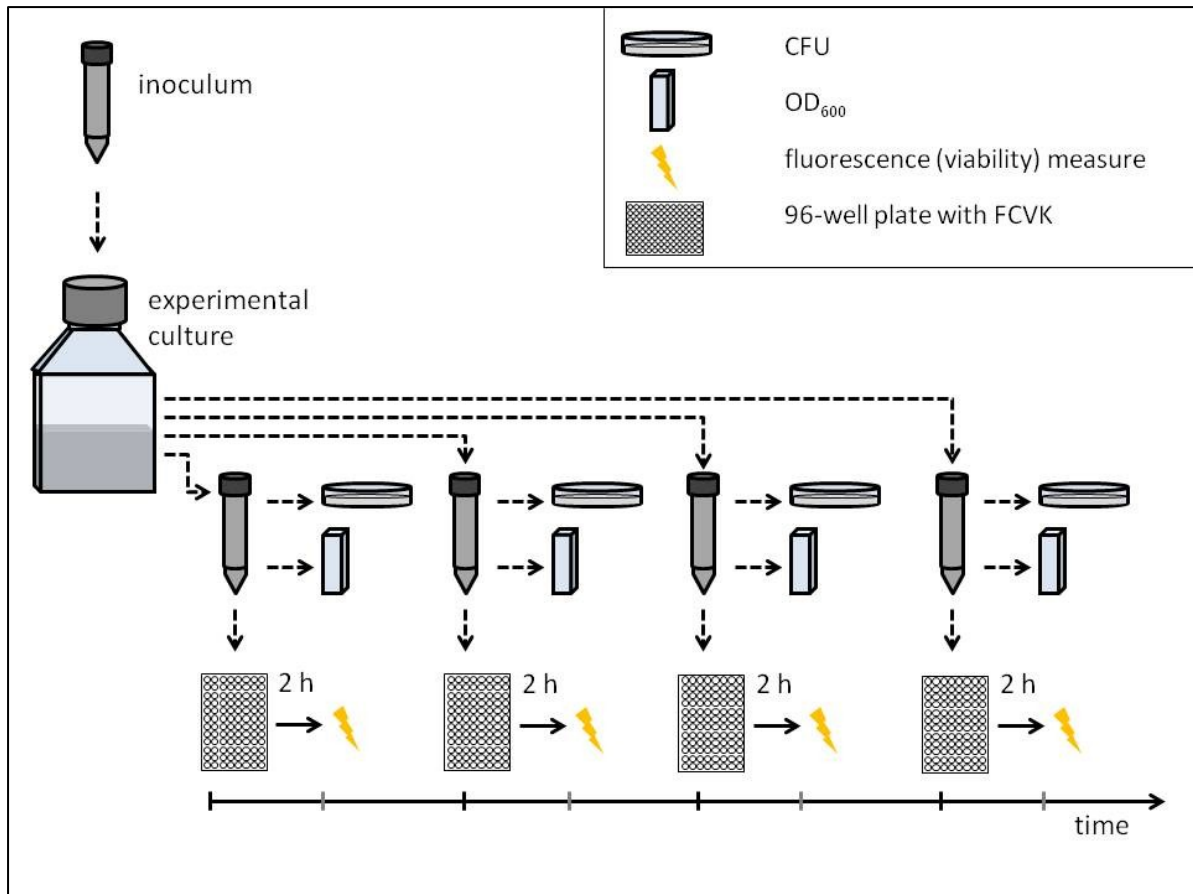 inoculum
experimental
culture
CFU
OD₆₀₀
fluorescence (viability) measure
96-well plate with FCVK
2 h
2 h
2 h
2 h
time